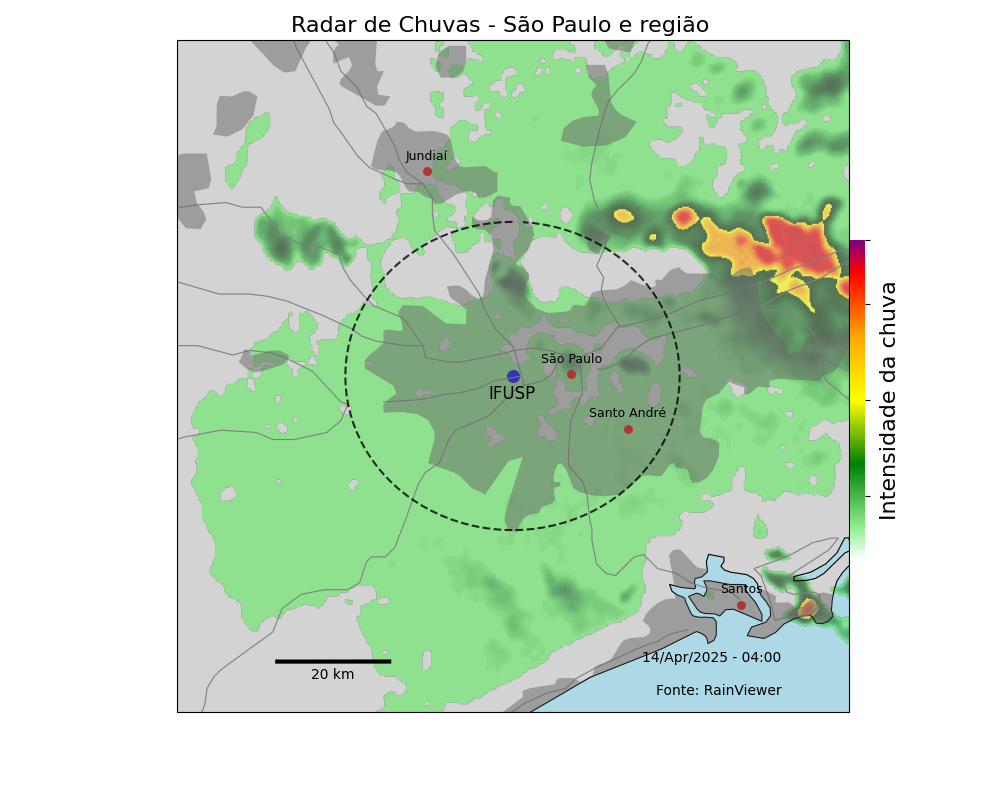 Radar de Chuvas - São Paulo e região
Jundiaí
São Paulo
IFUSP
Santo André
Intensidade da chuva
Santos
14/Apr/2025 - 04:00
20 km
Fonte: RainViewer